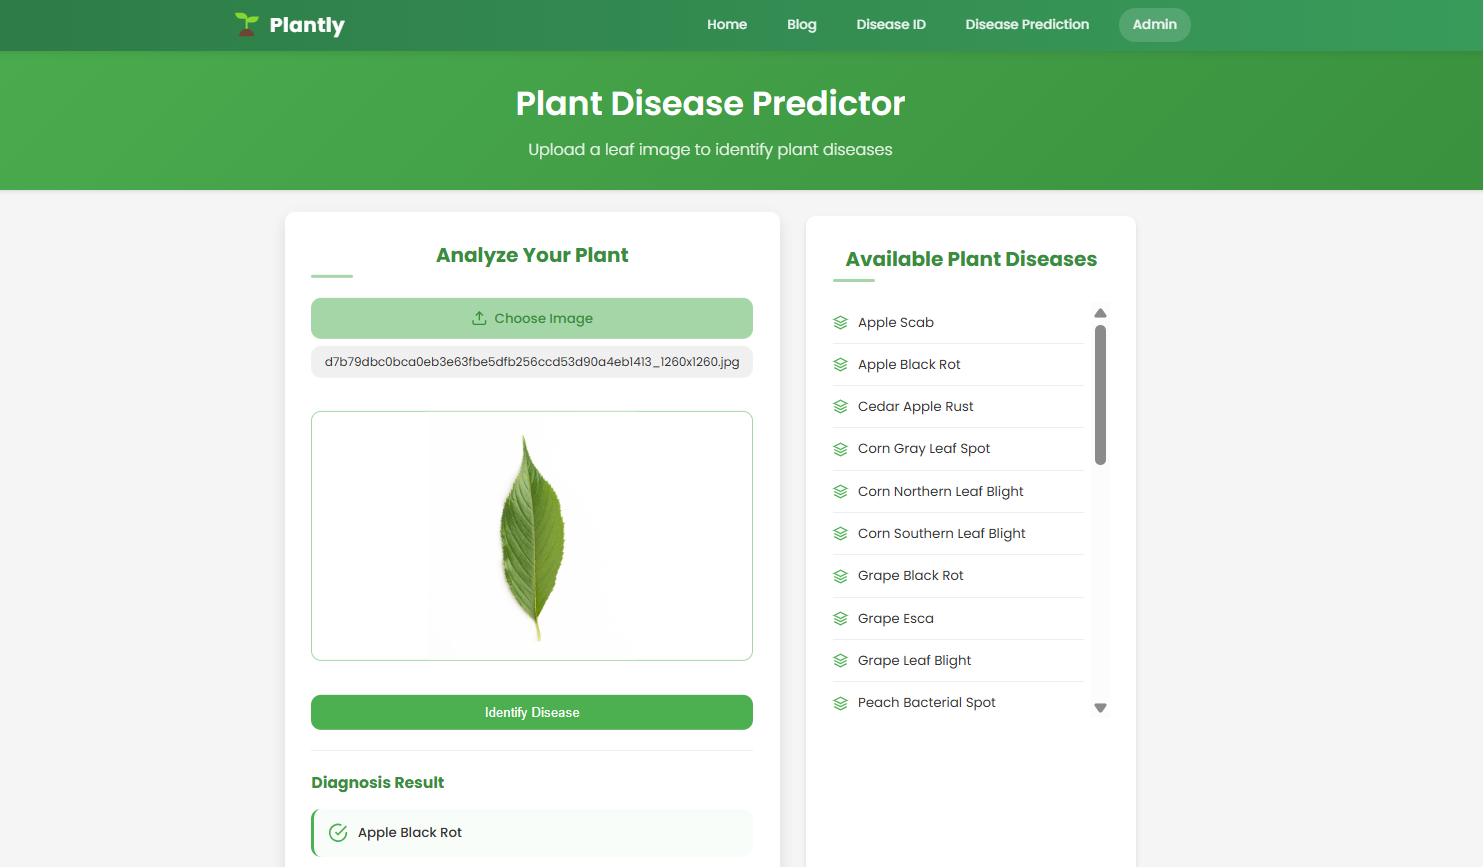 Plantly
Home
Blog
Disease ID
Disease Prediction
Admin
Plant Disease Predictor
Upload a leaf image to identify plant diseases
Analyze Your Plant
Choose Image
d7b79dbc0bca0eb3e63fbe5dfb256ccd53d90a4eb1413_1260x1260.jpg
Identify Disease
Diagnosis Result
Apple Black Rot
Available Plant Diseases
Apple Scab
Apple Black Rot
Cedar Apple Rust
Corn Gray Leaf Spot
Corn Northern Leaf Blight
Corn Southern Leaf Blight
Grape Black Rot
Grape Esca
Grape Leaf Blight
Peach Bacterial Spot